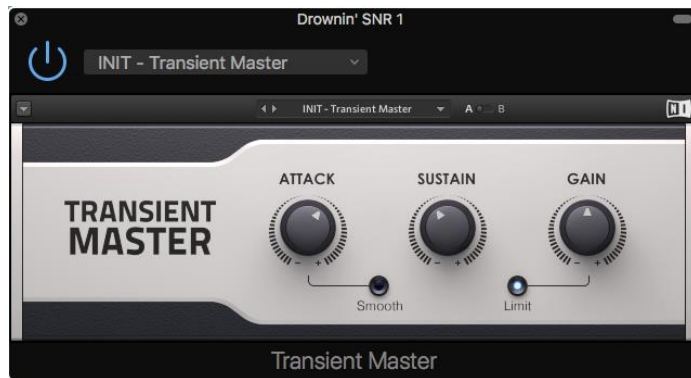 Drownin' SNR 1
INIT - Transient Master
INIT - Transient Master A B NI
ATTACK SUSTAIN GAIN
TRANSIENT
MASTER
- + - + - +
Smooth Limit
Transient Master